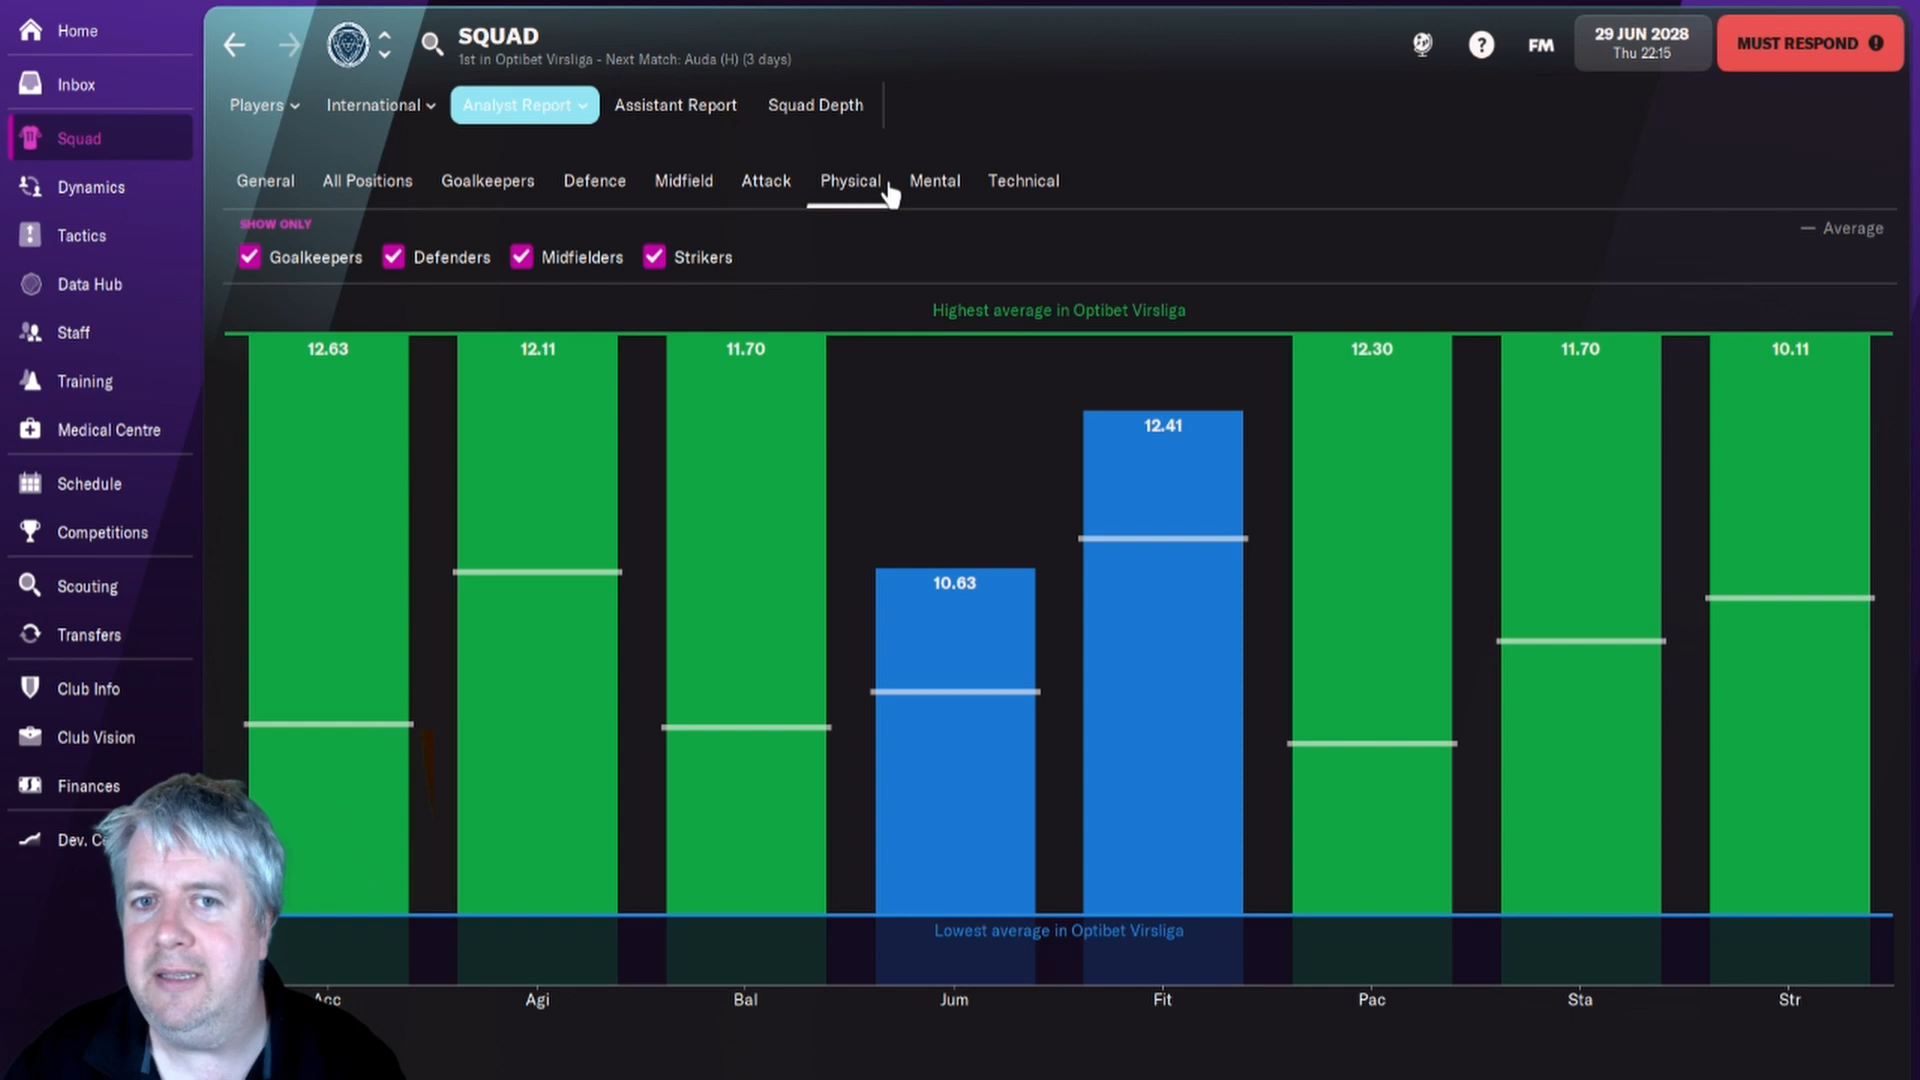 Home
Inbox
Squad
Dynamics
Tactics
Data Hub
Staff
Training
Medical Centre
Schedule
Competitions
Scouting
Transfers
Club Info
Club Vision
Finances
Dev.
SQUAD
1st in Optibet Virsliga - Next Match: Auda (H) (3 days)
FM
29 JUN 2028
Thu 22:15
MUST RESPOND
Players International Analyst Report Assistant Report Squad Depth
General All Positions Goalkeepers Defence Midfield Attack Physical Mental Technical
SHOW ONLY
Average
Goalkeepers Defenders Midfielders Strikers
Highest average in Optibet Virsliga
12.63 12.11 11.70 10.63 12.41 12.30 11.70 10.11
Lowest average in Optibet Virsliga
Acc Agi Bal Jum Fit Pac Sta Str